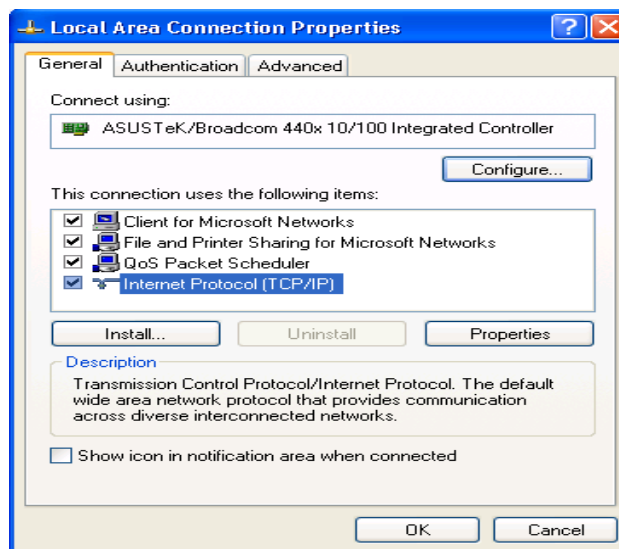 Local Area Connection Properties
General Authentication Advanced
Connect using:
ASUSTeK/Broadcom 440x 10/100 Integrated Controller
Configure...
This connection uses the following items:
Client for Microsoft Networks
File and Printer Sharing for Microsoft Networks
QoS Packet Scheduler
Internet Protocol (TCP/IP)
Install... Uninstall Properties
Description
Transmission Control Protocol/Internet Protocol. The default
wide area network protocol that provides communication
across diverse interconnected networks.
Show icon in notification area when connected
OK Cancel